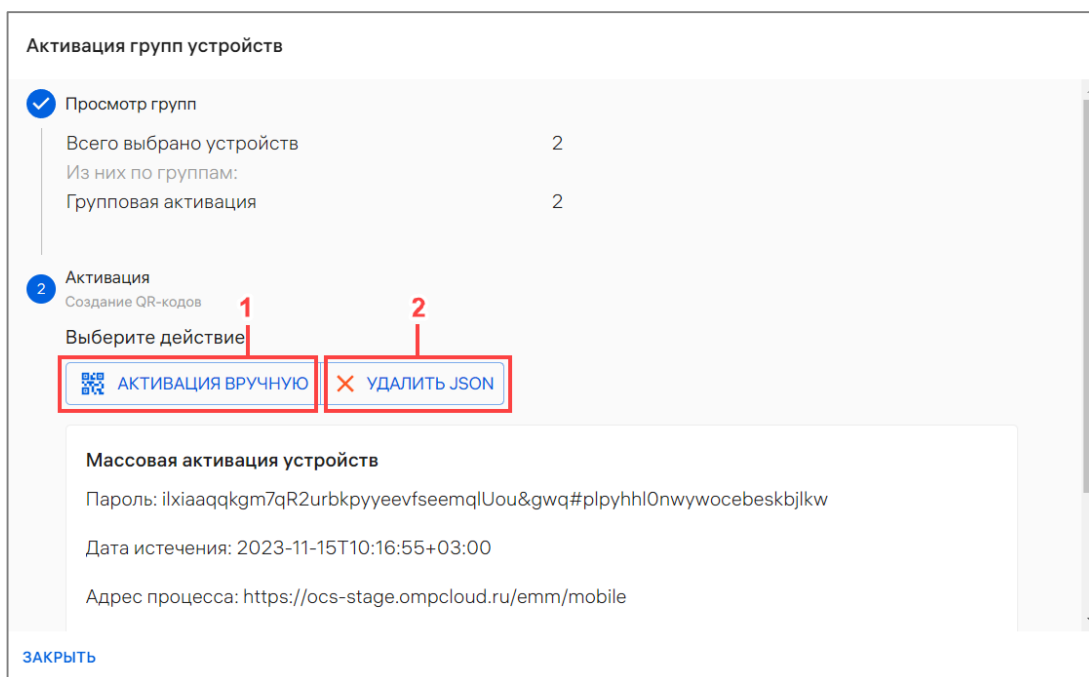 Активация групп устройств
Просмотр групп
Всего выбрано устройств 2
Из них по группам:
Групповая активация 2
2 Активация
Создание QR-кодов
1 2
Выберите действие
АКТИВАЦИЯ ВРУЧНУЮ УДАЛИТЬ JSON
Массовая активация устройств
Пароль: ilxiaaqqkgm7qR2urbkpyyeevfseemqlUou&gwq#plpyhhl0nwywocebeskbjlkw
Дата истечения: 2023-11-15T10:16:55+03:00
Адрес процесса: https://ocs-stage.ompcloud.ru/emm/mobile
ЗАКРЫТЬ